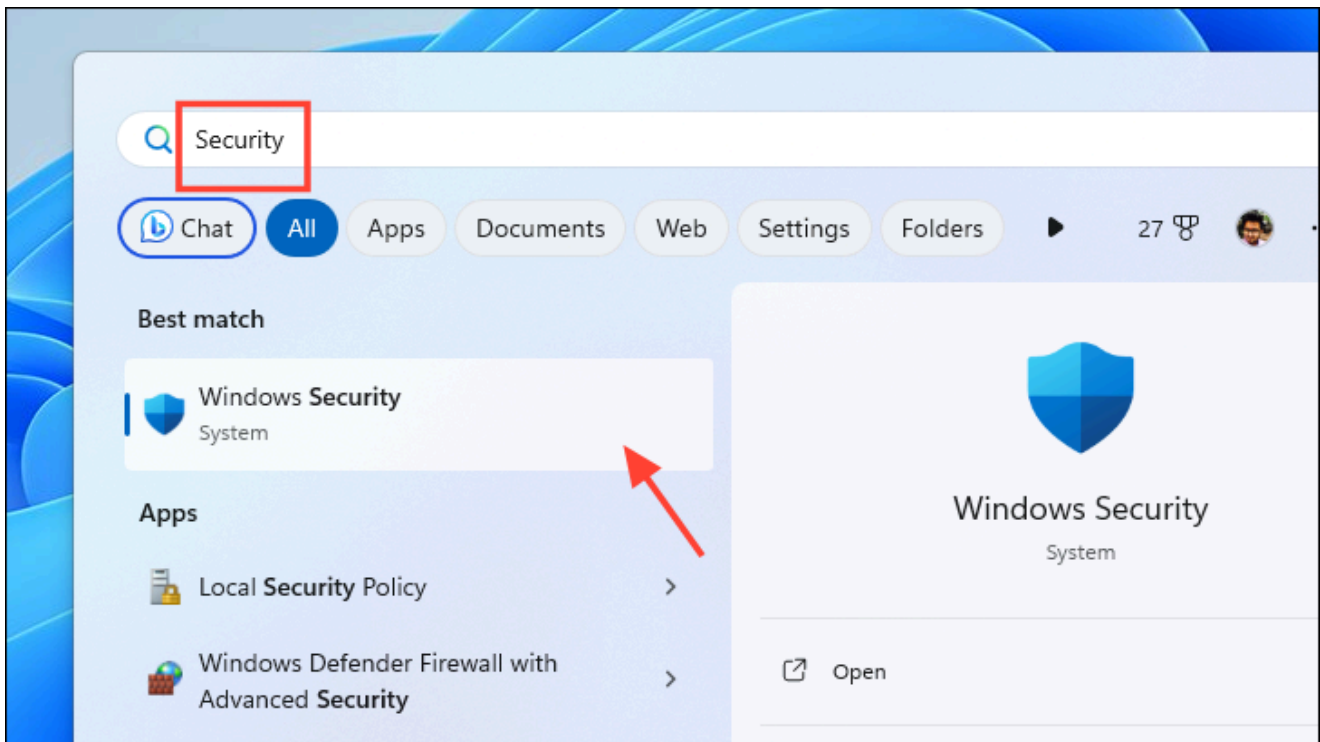 Security
Chat All Apps Documents Web Settings Folders 27
Best match
Windows Security
System
Apps
Local Security Policy
Windows Defender Firewall with
Advanced Security
Windows Security
System
Open